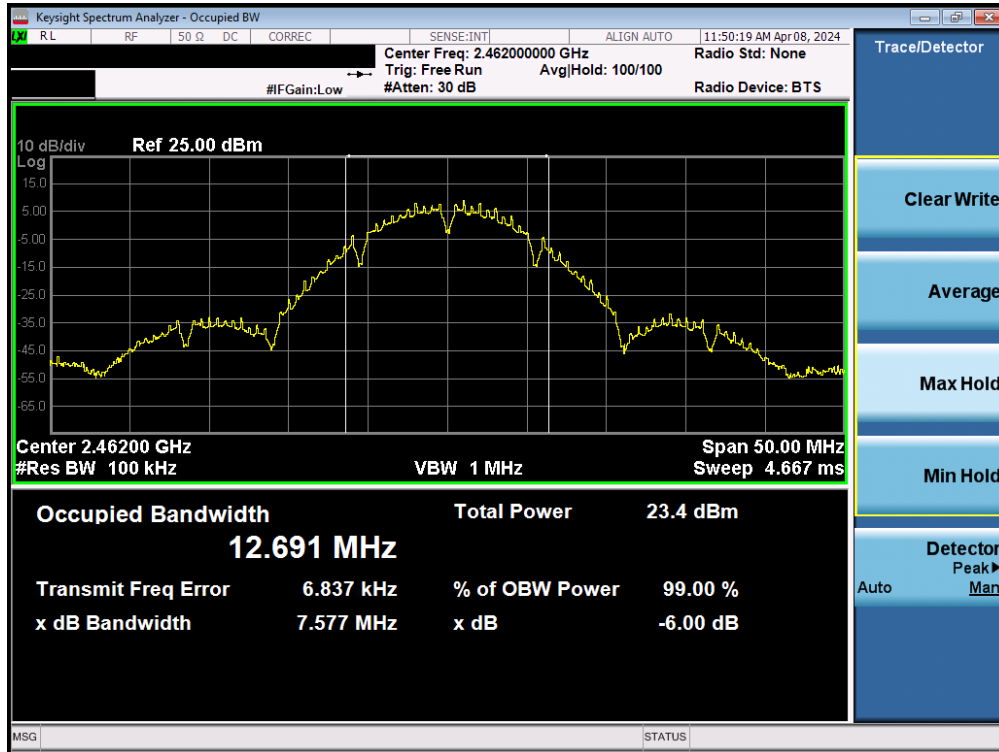 Keysight Spectrum Analyzer - Occupied BW
LXI RL RF 50 Ω DC CORREC SENSE:INT ALIGN AUTO 11:50:19 AM Apr 08, 2024
Center Freq: 2.462000000 GHz Radio Std: None
Trig: Free Run Avg|Hold: 100/100
#IFGain:Low #Atten: 30 dB Radio Device: BTS
10 dB/div Ref 25.00 dBm
Log
15.0
5.00
-5.00
-15.0
-25.0
-35.0
-45.0
-55.0
-65.0
Center 2.46200 GHz Span 50.00 MHz
#Res BW 100 kHz VBW 1 MHz Sweep 4.667 ms
Occupied Bandwidth Total Power 23.4 dBm
12.691 MHz
Transmit Freq Error 6.837 kHz % of OBW Power 99.00 %
x dB Bandwidth 7.577 MHz x dB -6.00 dB
MSG STATUS
Trace/Detector
Clear Write
Average
Max Hold
Min Hold
Detector
Peak▶
Auto Man